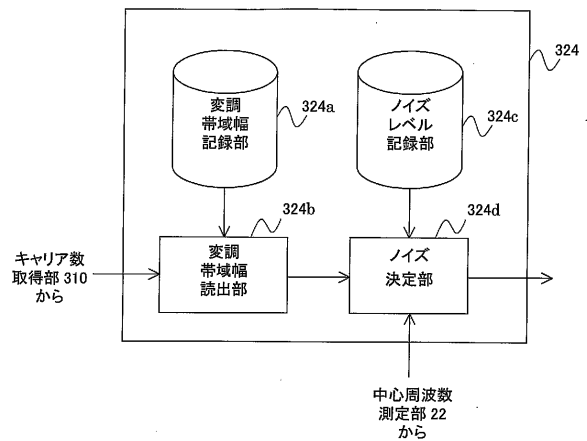 324
変調
帯域幅
記録部
324a
ノイズ
レベル
記録部
324c
324b
324d
キャリア数
取得部 310
から
変調
帯域幅
読出部
ノイズ
決定部
中心周波数
測定部 22
から